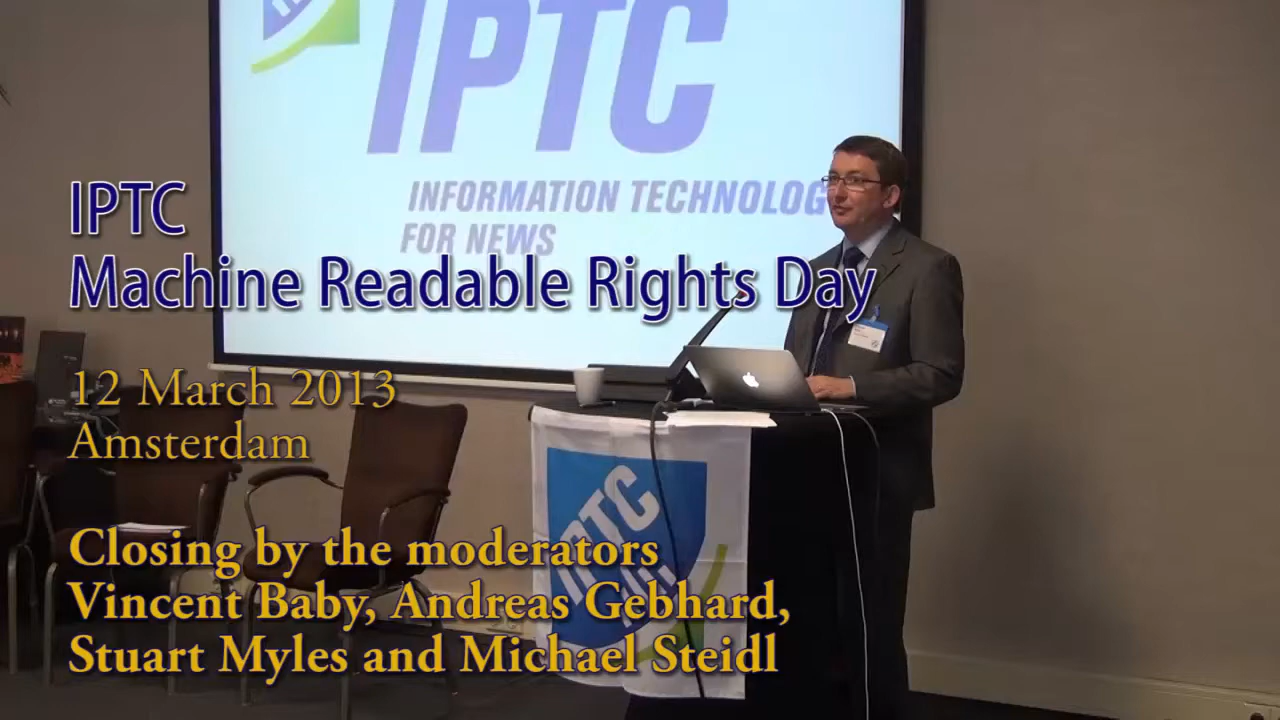 IPTC
INFORMATION TECHNOLOG
FOR NEWS
IPTC
Machine Readable Rights Day
12 March 2013
Amsterdam
IPTC
Closing by the moderators
Vincent Baby, Andreas Gebhard,
Stuart Myles and Michael Steidl